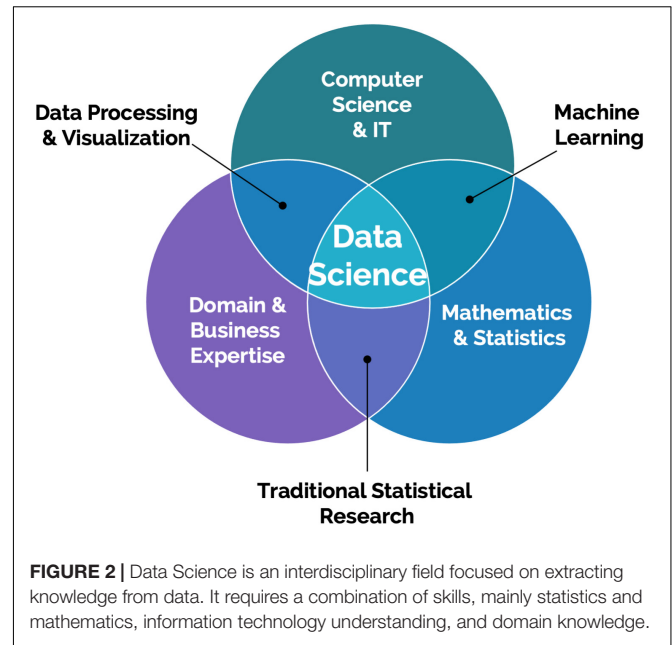 Computer
Science
& IT
Data Processing
& Visualization
Machine
Learning
Data
Science
Domain &
Business
Expertise
Mathematics
& Statistics
Traditional Statistical
Research
FIGURE 2 | Data Science is an interdisciplinary field focused on extracting
knowledge from data. It requires a combination of skills, mainly statistics and
mathematics, information technology understanding, and domain knowledge.